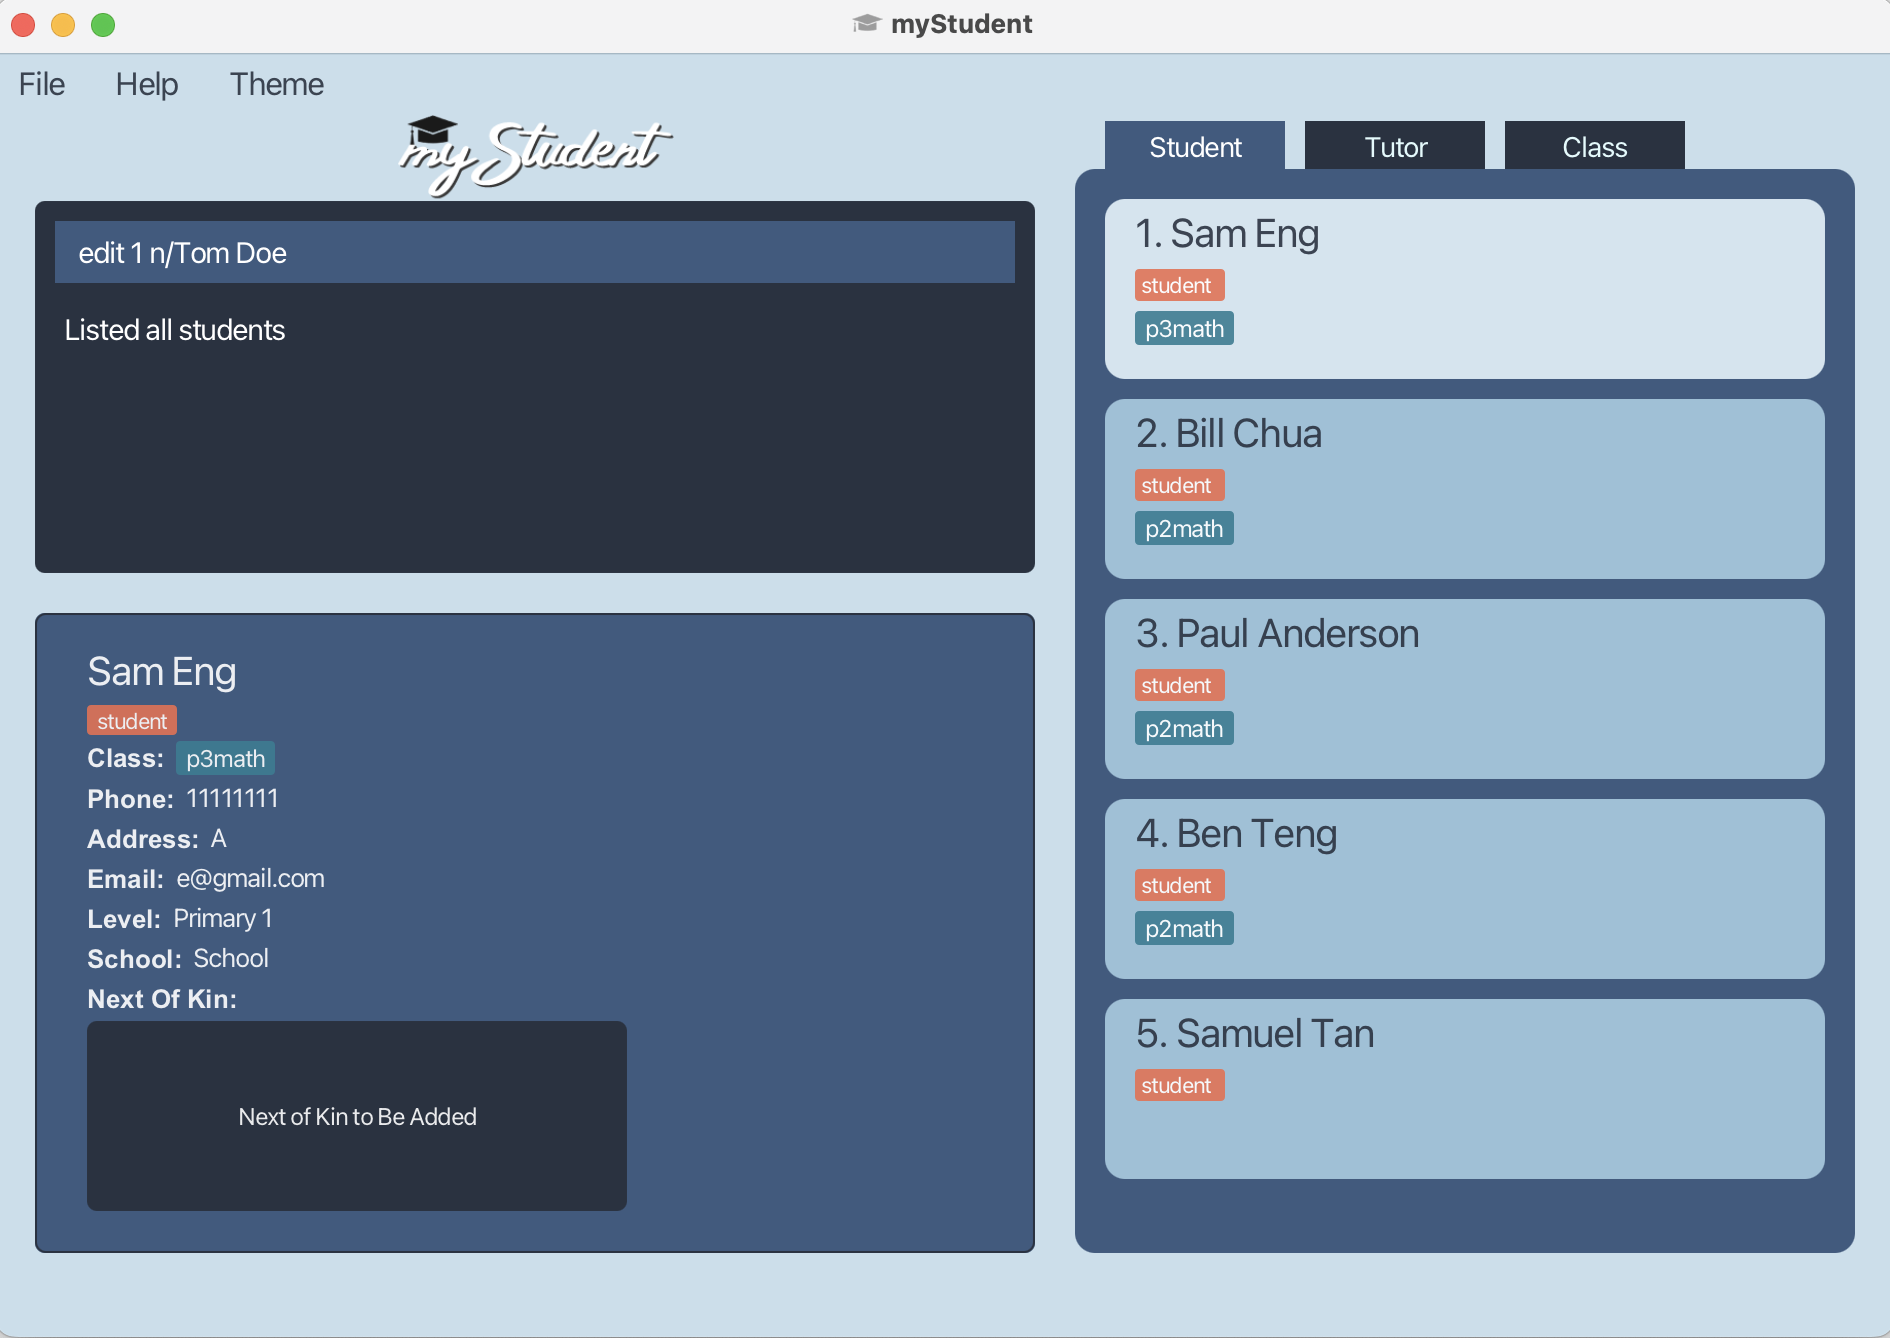 myStudent
File Help Theme
myStudent
edit 1 n/Tom Doe
Listed all students
Sam Eng
student
Class: p3math
Phone: 11111111
Address: A
Email: e@gmail.com
Level: Primary 1
School: School
Next Of Kin:
Next of Kin to Be Added
Student Tutor Class
1. Sam Eng
student
p3math
2. Bill Chua
student
p2math
3. Paul Anderson
student
p2math
4. Ben Teng
student
p2math
5. Samuel Tan
student